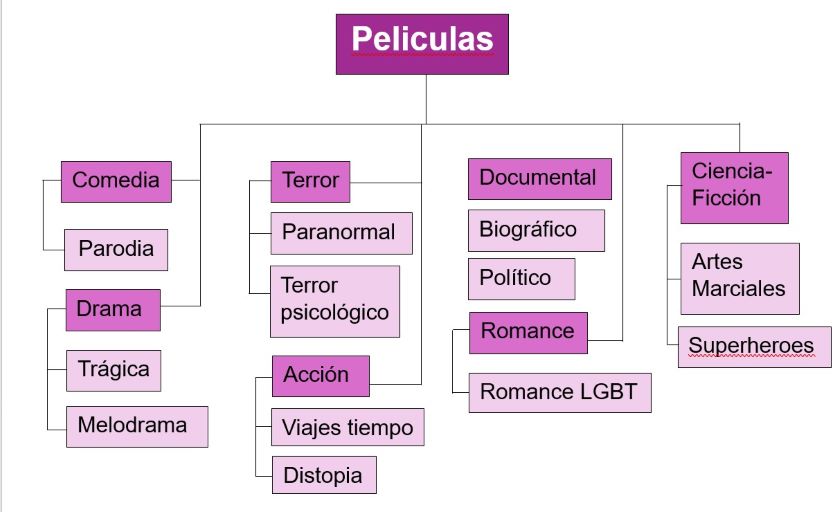 Peliculas
Comedia
Parodia
Drama
Trágica
Melodrama
Terror
Paranormal
Terror
psicológico
Acción
Viajes tiempo
Distopia
Documental
Biográfico
Político
Romance
Romance LGBT
Ciencia-
Ficción
Artes
Marciales
Superheroes